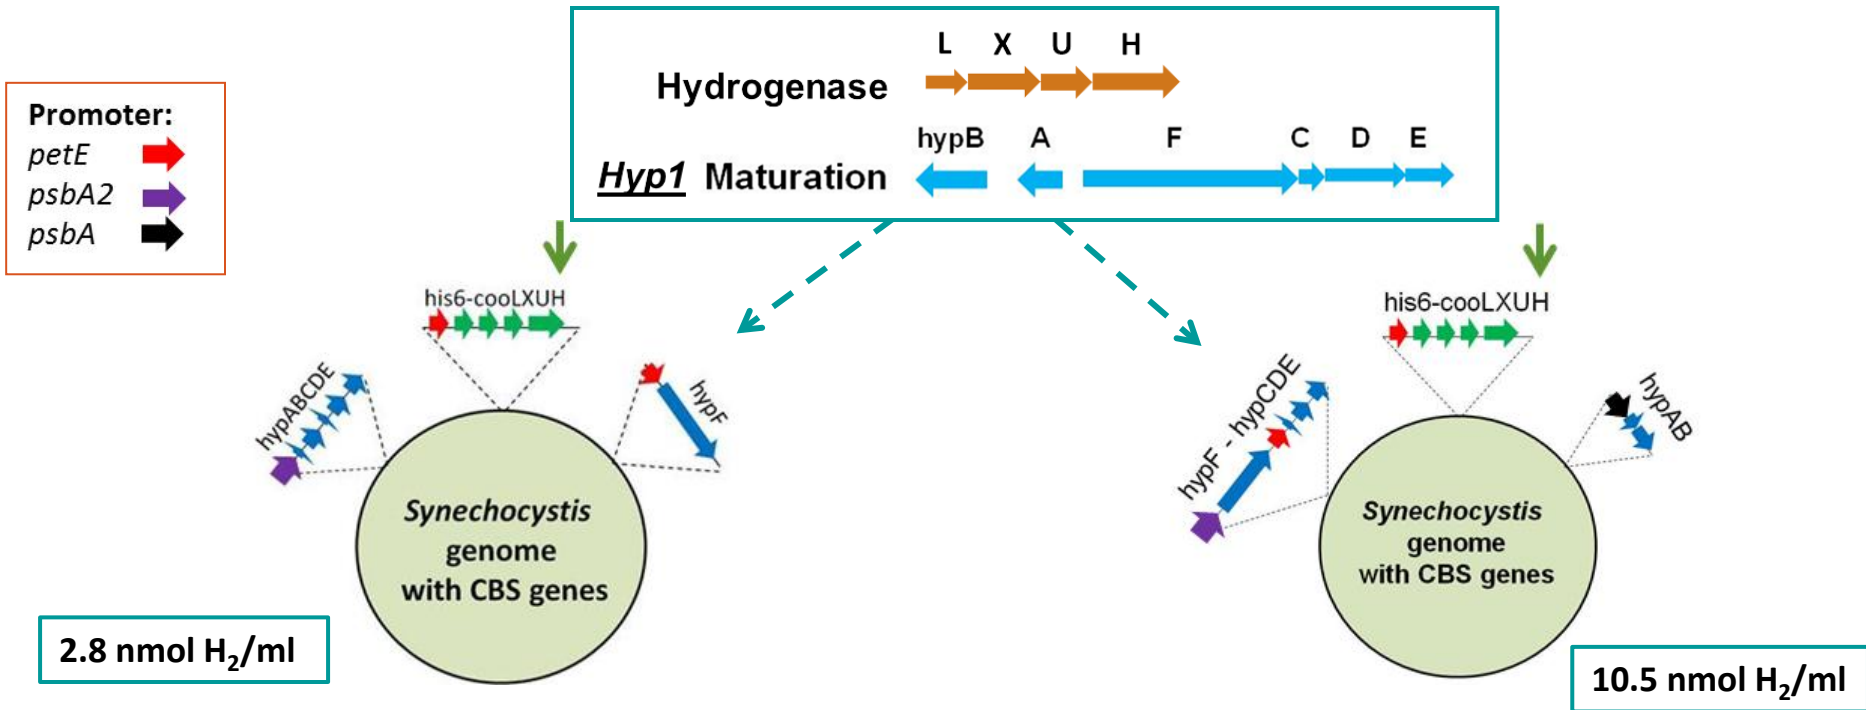 Promoter:
petE
psbA2
psbA
L X U H
Hydrogenase
hypB A F C D E
Hyp1 Maturation
his6-cooLXUH
hypABCDE
hypF
Synechocystis
genome
with CBS genes
2.8 nmol H₂/ml
his6-cooLXUH
hypF - hypCDE
hypAB
Synechocystis
genome
with CBS genes
10.5 nmol H₂/ml